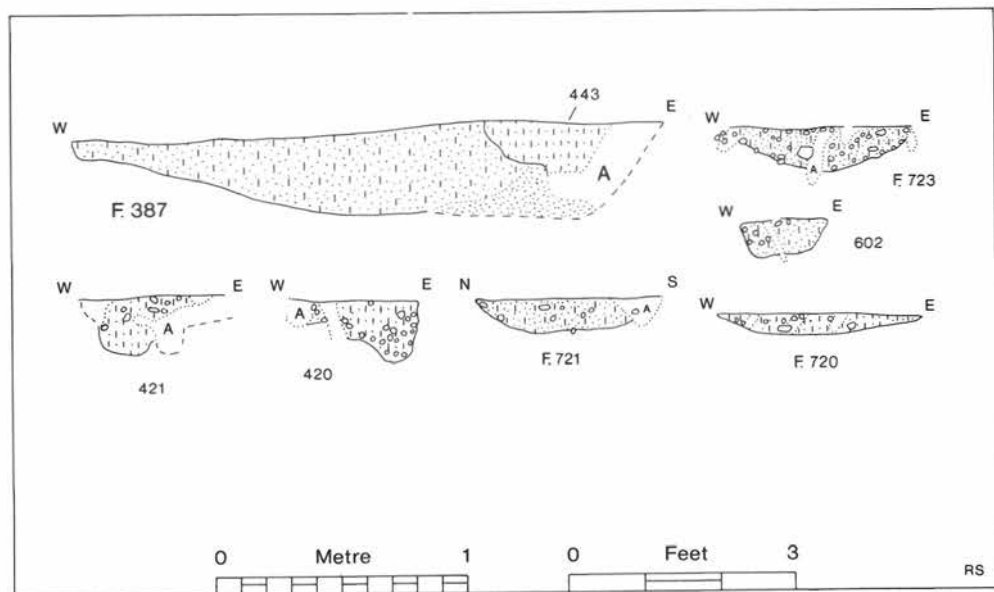 443
W E
A
F. 387
W E
A
F. 723
W E
602
W E
A
421
W E
A
420
N S
A
F. 721
W E
F. 720
0 Metre 1
0 Feet 3
RS